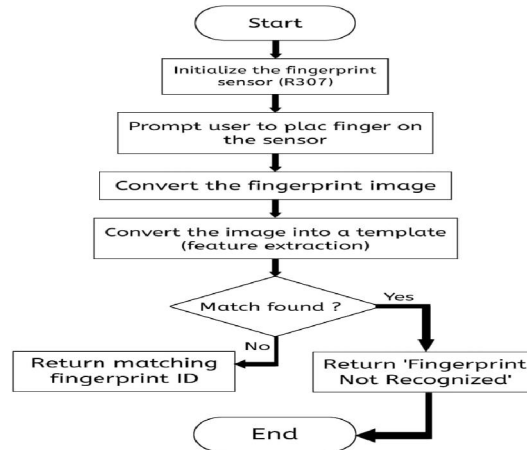 Start
Initialize the fingerprint
sensor (R307)
Prompt user to plac finger on
the sensor
Convert the fingerprint image
Convert the image into a template
(feature extraction)
Match found ?
Yes
No
Return matching
fingerprint ID
Return 'Fingerprint
Not Recognized'
End